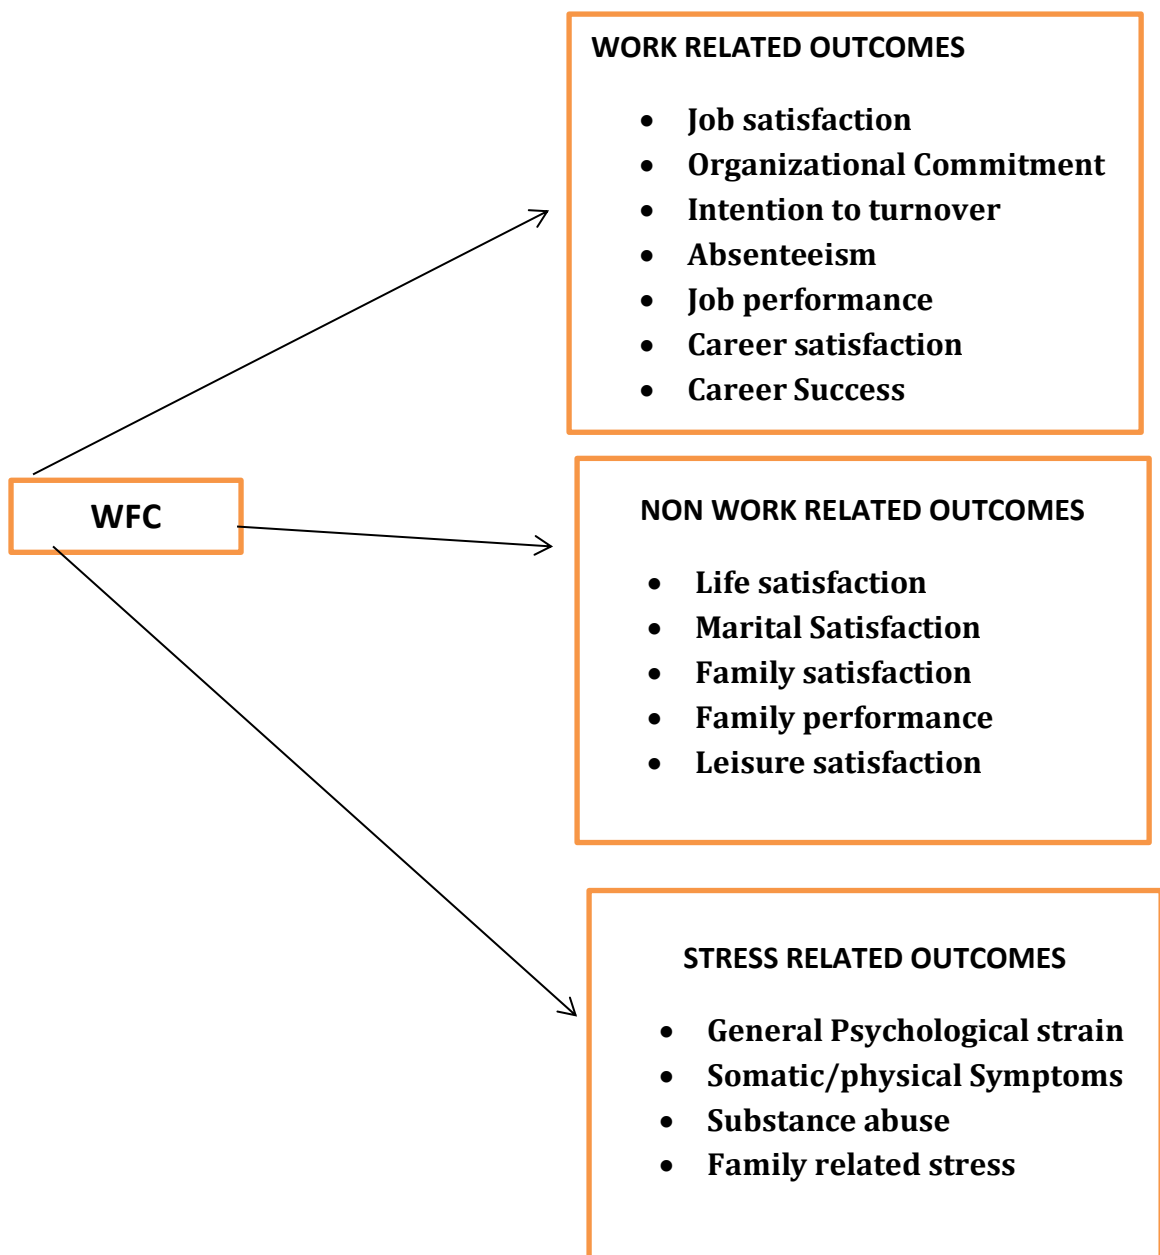 WORK RELATED OUTCOMES
• Job satisfaction
• Organizational Commitment
• Intention to turnover
• Absenteeism
• Job performance
• Career satisfaction
• Career Success
WFC
NON WORK RELATED OUTCOMES
• Life satisfaction
• Marital Satisfaction
• Family satisfaction
• Family performance
• Leisure satisfaction
STRESS RELATED OUTCOMES
• General Psychological strain
• Somatic/physical Symptoms
• Substance abuse
• Family related stress